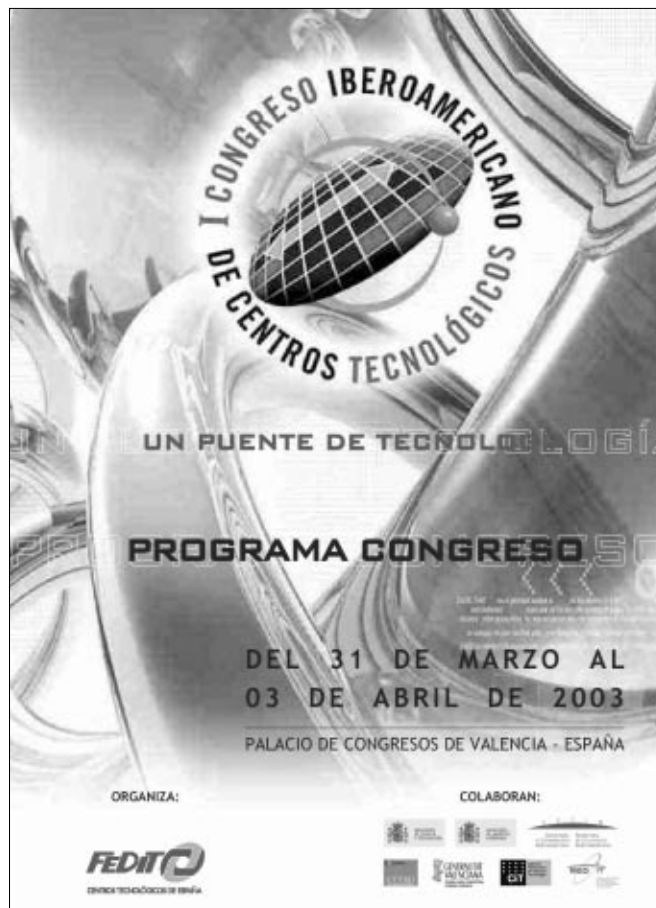 I CONGRESO IBEROAMERICANO
DE CENTROS TECNOLÓGICOS
UN PUENTE DE TECNOLOGÍA
PROGRAMA CONGRESO
DEL 31 DE MARZO AL
03 DE ABRIL DE 2003
PALACIO DE CONGRESOS DE VALENCIA - ESPAÑA
ORGANIZA:
COLABORAN:
FEDIT
CENTROS TECNOLÓGICOS DE ESPAÑA
GENERALITAT
VALENCIANA